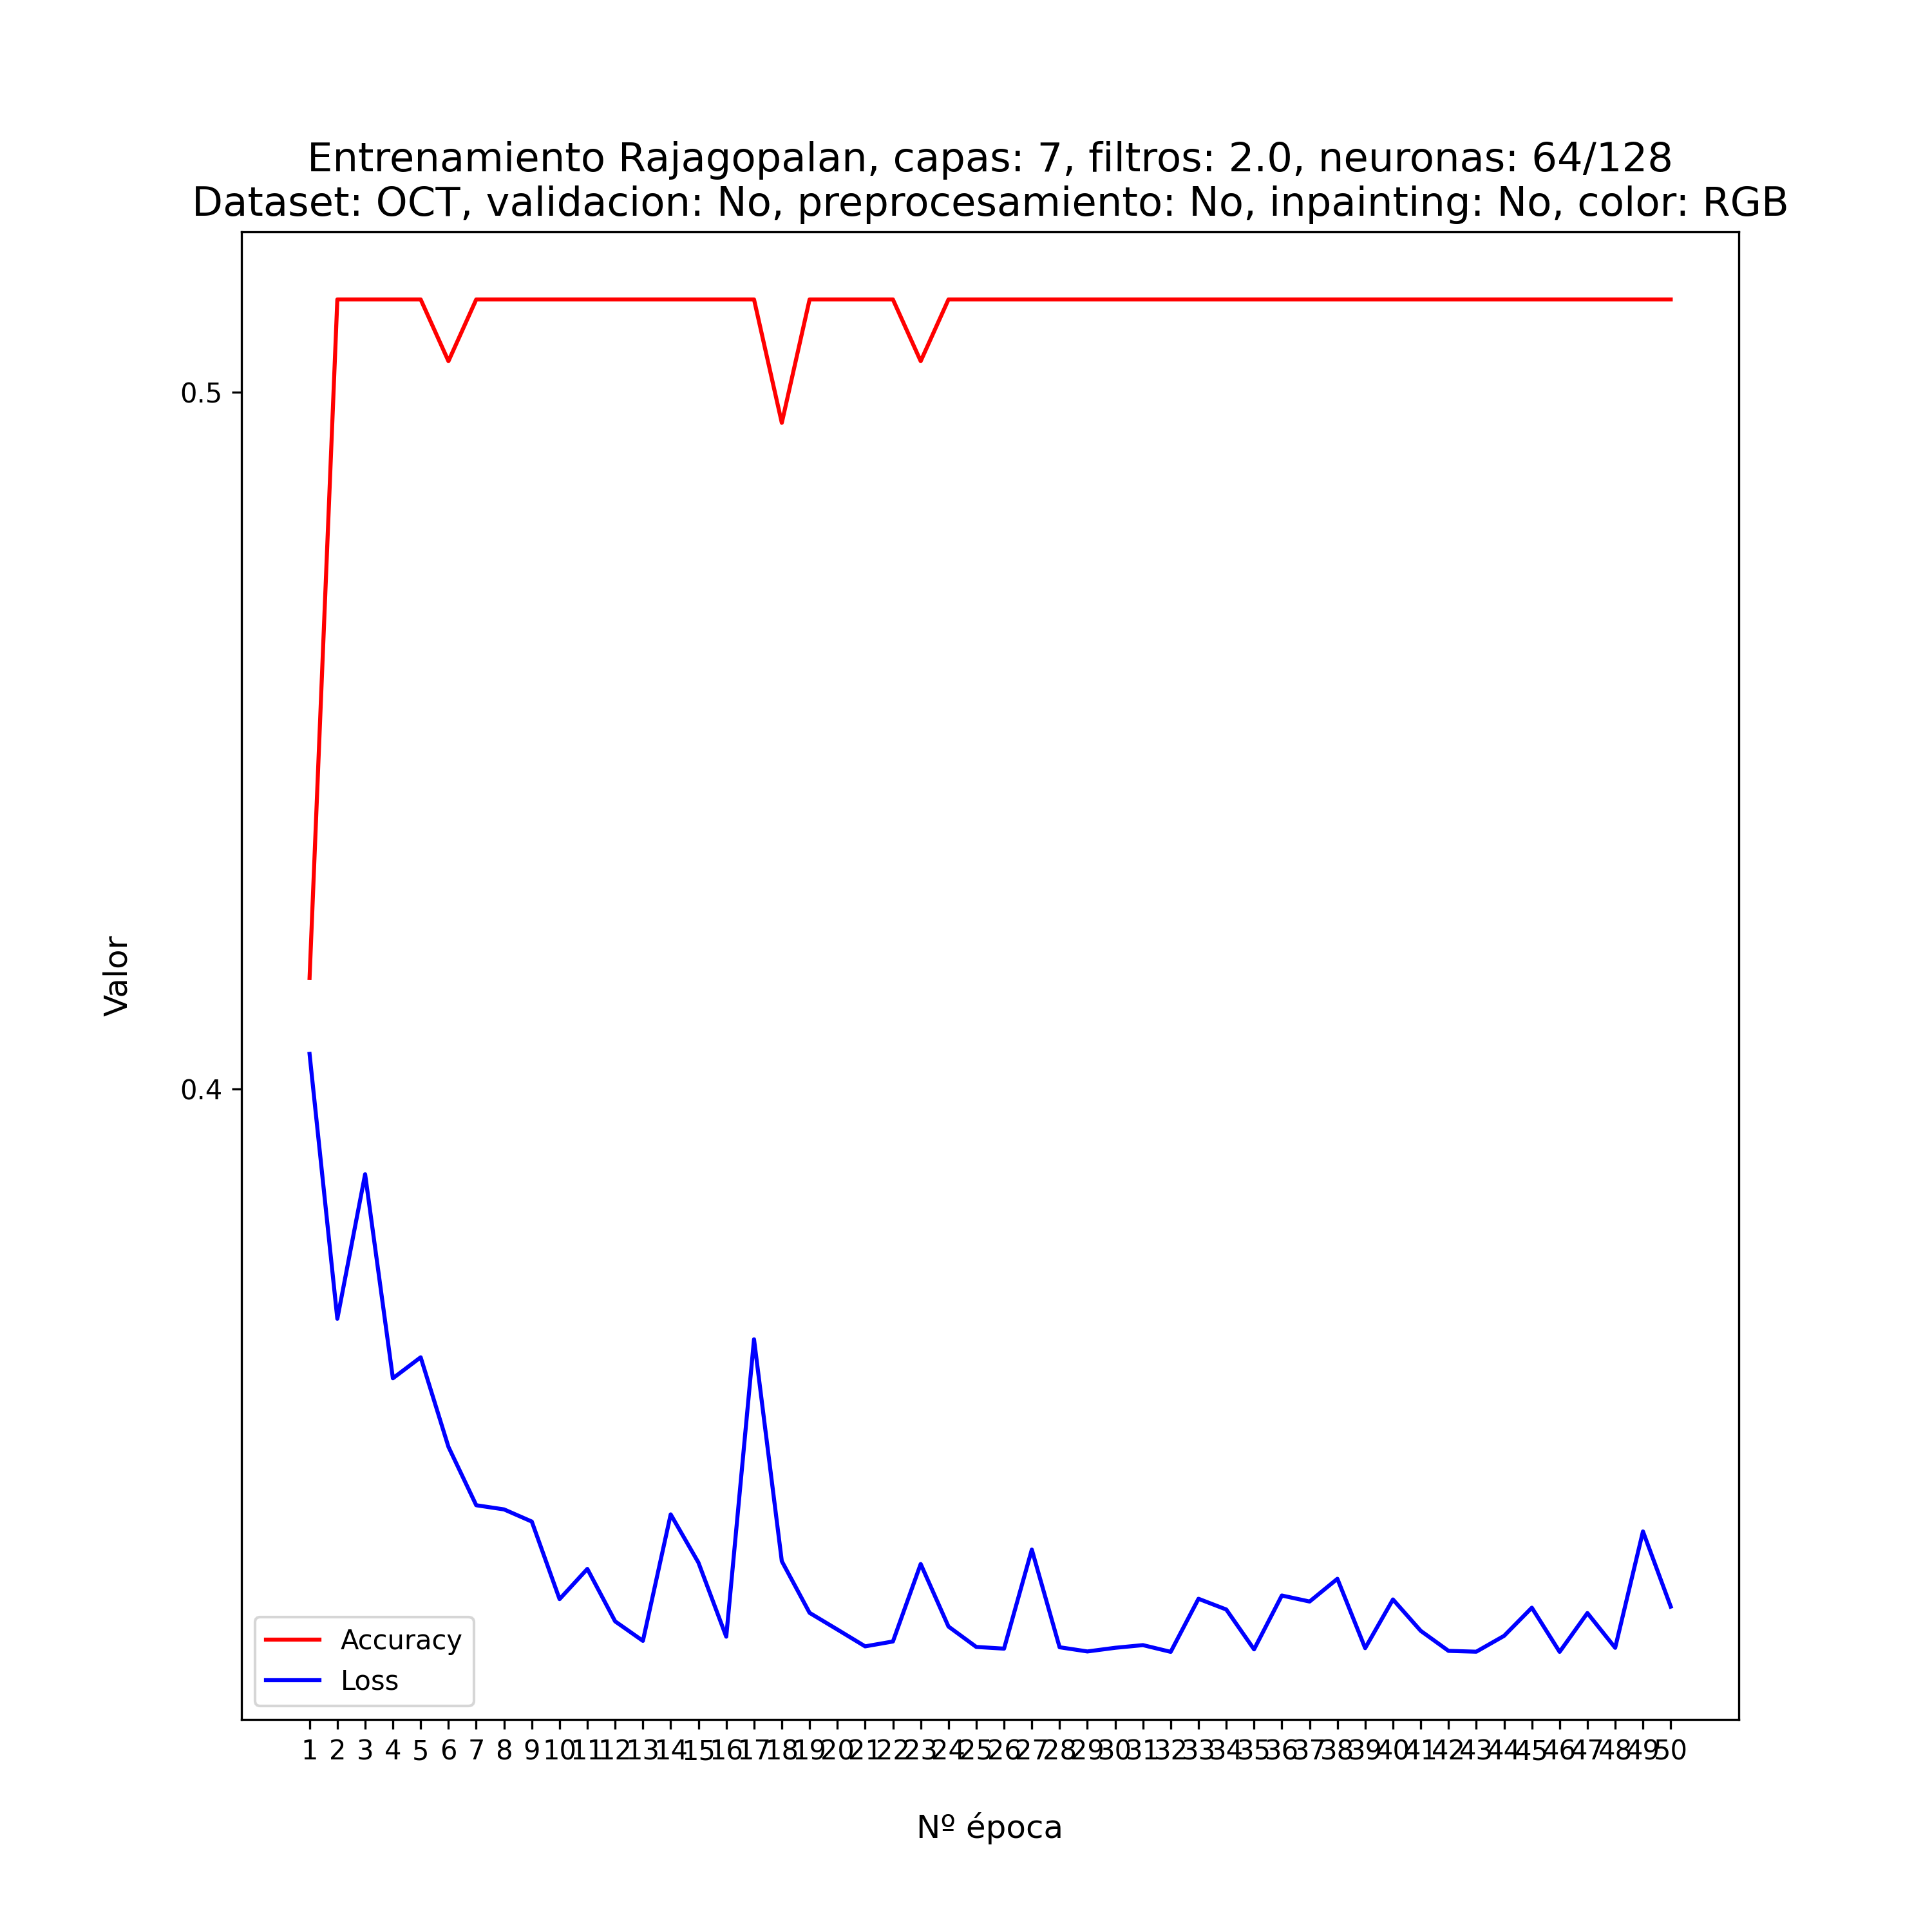 Entrenamiento Rajagopalan, capas: 7, filtros: 2.0, neuronas: 64/128
Dataset: OCT, validacion: No, preprocesamiento: No, inpainting: No, color: RGB
0.5
0.4
Valor
Accuracy
Loss
1 2 3 4 5 6 7 8 9 10 11 12 13 14 15 16 17 18 19 20 21 22 23 24 25 26 27 28 29 30 31 32 33 34 35 36 37 38 39 40 41 42 43 44 45 46 47 48 49 50
Nº época